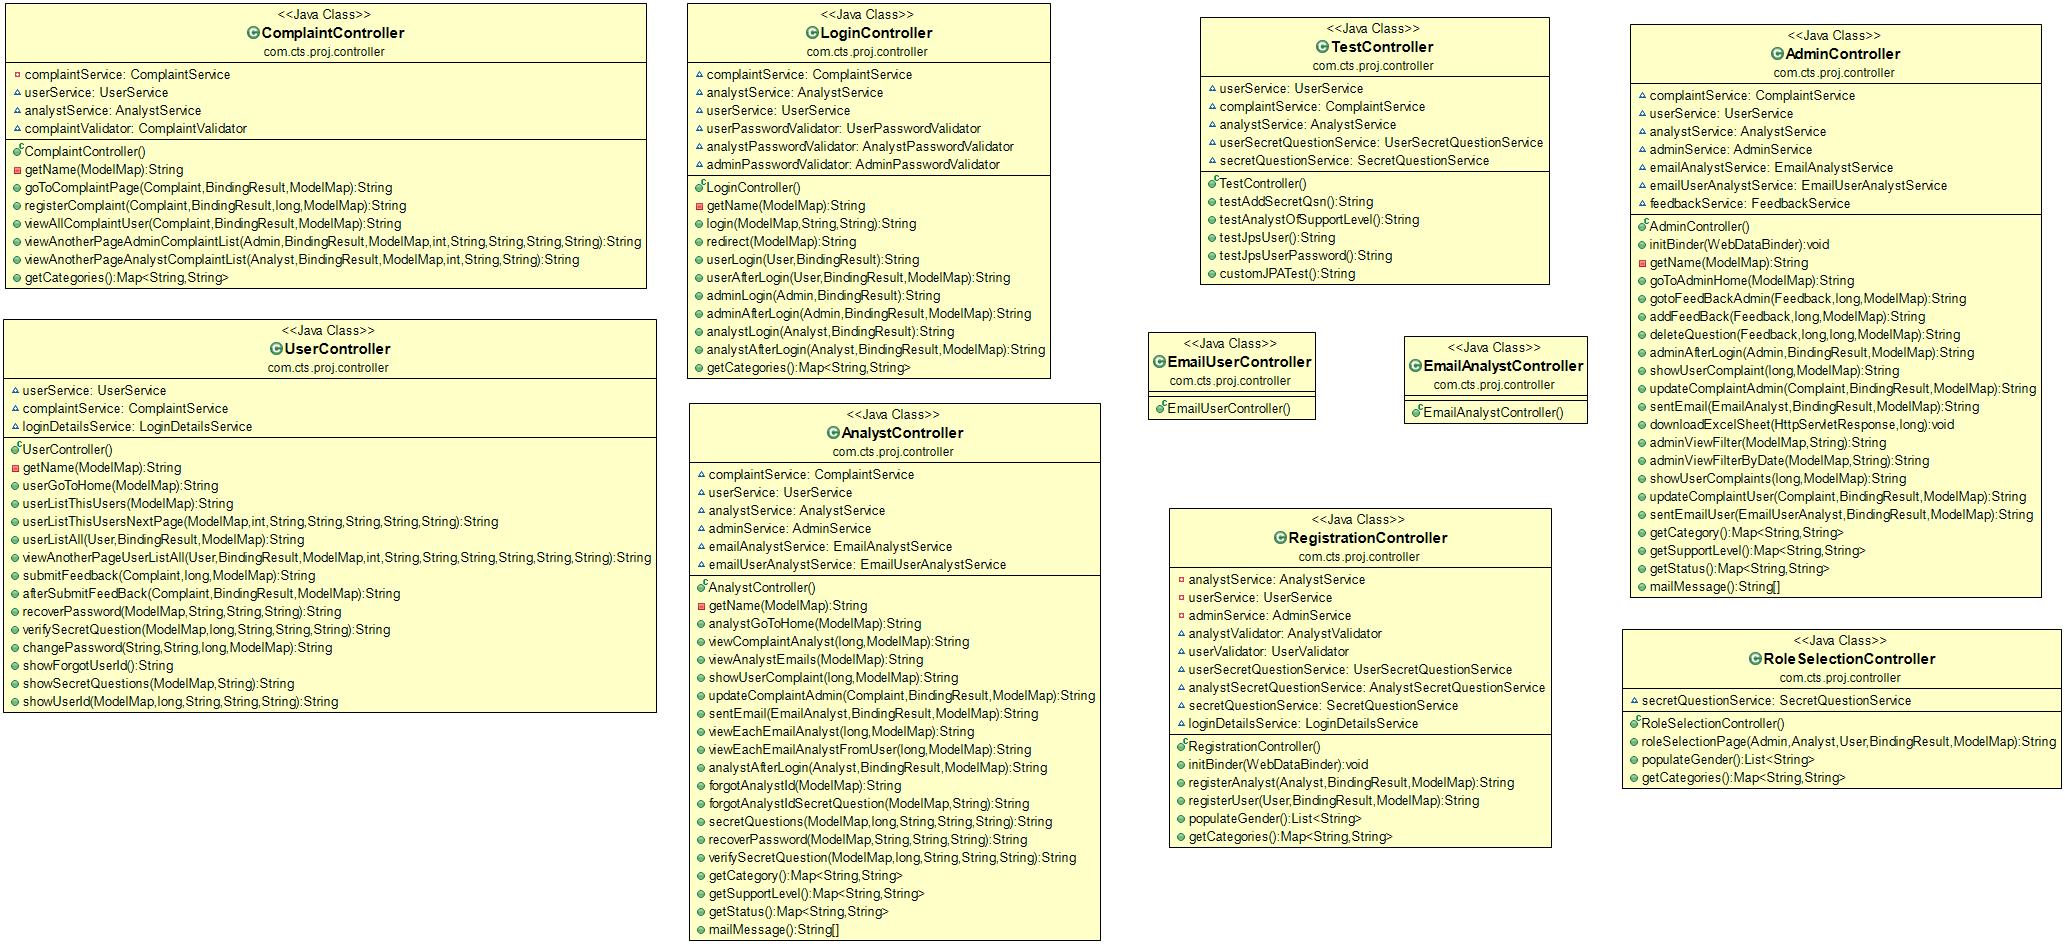 <<Java Class>>
ComplaintController
com.cts.proj.controller
complaintService: ComplaintService
userService: UserService
analystService: AnalystService
complaintValidator: ComplaintValidator
ComplaintController()
getName(ModelMap):String
goToComplaintPage(Complaint,BindingResult,ModelMap):String
registerComplaint(Complaint,BindingResult,long,ModelMap):String
viewAllComplaintUser(Complaint,BindingResult,ModelMap):String
viewAnotherPageAdminComplaintList(Admin,BindingResult,ModelMap,int,String,String,String,String):String
viewAnotherPageAnalystComplaintList(Analyst,BindingResult,ModelMap,int,String,String):String
getCategories():Map<String,String>
<<Java Class>>
UserController
com.cts.proj.controller
userService: UserService
complaintService: ComplaintService
loginDetailsService: LoginDetailsService
UserController()
getName(ModelMap):String
userGoToHome(ModelMap):String
userListThisUsers(ModelMap):String
userListThisUsersNextPage(ModelMap,int,String,String,String,String,String):String
userListAll(User,BindingResult,ModelMap):String
viewAnotherPageUserListAll(User,BindingResult,ModelMap,int,String,String,String,String,String,String):String
submitFeedback(Complaint,long,ModelMap):String
afterSubmitFeedBack(Complaint,BindingResult,ModelMap):String
recoverPassword(ModelMap,String,String,String):String
verifySecretQuestion(ModelMap,long,String,String,String):String
changePassword(String,String,long,ModelMap):String
showForgotUserId():String
showSecretQuestions(ModelMap,String):String
showUserId(ModelMap,long,String,String,String):String
<<Java Class>>
LoginController
com.cts.proj.controller
complaintService: ComplaintService
analystService: AnalystService
userService: UserService
userPasswordValidator: UserPasswordValidator
analystPasswordValidator: AnalystPasswordValidator
adminPasswordValidator: AdminPasswordValidator
LoginController()
getName(ModelMap):String
login(ModelMap,String,String):String
redirect(ModelMap):String
userLogin(User,BindingResult):String
userAfterLogin(User,BindingResult,ModelMap):String
adminLogin(Admin,BindingResult):String
adminAfterLogin(Admin,BindingResult,ModelMap):String
analystLogin(Analyst,BindingResult):String
analystAfterLogin(Analyst,BindingResult,ModelMap):String
getCategories():Map<String,String>
<<Java Class>>
AnalystController
com.cts.proj.controller
complaintService: ComplaintService
userService: UserService
analystService: AnalystService
adminService: AdminService
emailAnalystService: EmailAnalystService
emailUserAnalystService: EmailUserAnalystService
AnalystController()
getName(ModelMap):String
analystGoToHome(ModelMap):String
viewComplaintAnalyst(long,ModelMap):String
viewAnalystEmails(ModelMap):String
showUserComplaint(long,ModelMap):String
updateComplaintAdmin(Complaint,BindingResult,ModelMap):String
sentEmail(EmailAnalyst,BindingResult,ModelMap):String
viewEachEmailAnalyst(long,ModelMap):String
viewEachEmailAnalystFromUser(long,ModelMap):String
analystAfterLogin(Analyst,BindingResult,ModelMap):String
forgotAnalystId(ModelMap):String
forgotAnalystIdSecretQuestion(ModelMap,String):String
secretQuestions(ModelMap,long,String,String,String):String
recoverPassword(ModelMap,String,String,String):String
verifySecretQuestion(ModelMap,long,String,String,String):String
getCategory():Map<String,String>
getSupportLevel():Map<String,String>
getStatus():Map<String,String>
mailMessage():String[]
<<Java Class>>
TestController
com.cts.proj.controller
userService: UserService
complaintService: ComplaintService
analystService: AnalystService
userSecretQuestionService: UserSecretQuestionService
secretQuestionService: SecretQuestionService
TestController()
testAddSecretQsn():String
testAnalystOfSupportLevel():String
testJpsUser():String
testJpsUserPassword():String
customJPATest():String
<<Java Class>>
EmailUserController
com.cts.proj.controller
EmailUserController()
<<Java Class>>
EmailAnalystController
com.cts.proj.controller
EmailAnalystController()
<<Java Class>>
RegistrationController
com.cts.proj.controller
analystService: AnalystService
userService: UserService
adminService: AdminService
analystValidator: AnalystValidator
userValidator: UserValidator
userSecretQuestionService: UserSecretQuestionService
analystSecretQuestionService: AnalystSecretQuestionService
secretQuestionService: SecretQuestionService
loginDetailsService: LoginDetailsService
RegistrationController()
initBinder(WebDataBinder):void
registerAnalyst(Analyst,BindingResult,ModelMap):String
registerUser(User,BindingResult,ModelMap):String
populateGender():List<String>
getCategories():Map<String,String>
<<Java Class>>
AdminController
com.cts.proj.controller
complaintService: ComplaintService
userService: UserService
analystService: AnalystService
adminService: AdminService
emailAnalystService: EmailAnalystService
emailUserAnalystService: EmailUserAnalystService
feedbackService: FeedbackService
AdminController()
initBinder(WebDataBinder):void
getName(ModelMap):String
goToAdminHome(ModelMap):String
gotoFeedBackAdmin(Feedback,long,ModelMap):String
addFeedBack(Feedback,long,ModelMap):String
deleteQuestion(Feedback,long,long,ModelMap):String
adminAfterLogin(Admin,BindingResult,ModelMap):String
showUserComplaint(long,ModelMap):String
updateComplaintAdmin(Complaint,BindingResult,ModelMap):String
sentEmail(EmailAnalyst,BindingResult,ModelMap):String
downloadExcelSheet(HttpServletResponse,long):void
adminViewFilter(ModelMap,String):String
adminViewFilterByDate(ModelMap,String):String
showUserComplaints(long,ModelMap):String
updateComplaintUser(Complaint,BindingResult,ModelMap):String
sentEmailUser(EmailUserAnalyst,BindingResult,ModelMap):String
getCategory():Map<String,String>
getSupportLevel():Map<String,String>
getStatus():Map<String,String>
mailMessage():String[]
<<Java Class>>
RoleSelectionController
com.cts.proj.controller
secretQuestionService: SecretQuestionService
RoleSelectionController()
roleSelectionPage(Admin,Analyst,User,BindingResult,ModelMap):String
populateGender():List<String>
getCategories():Map<String,String>